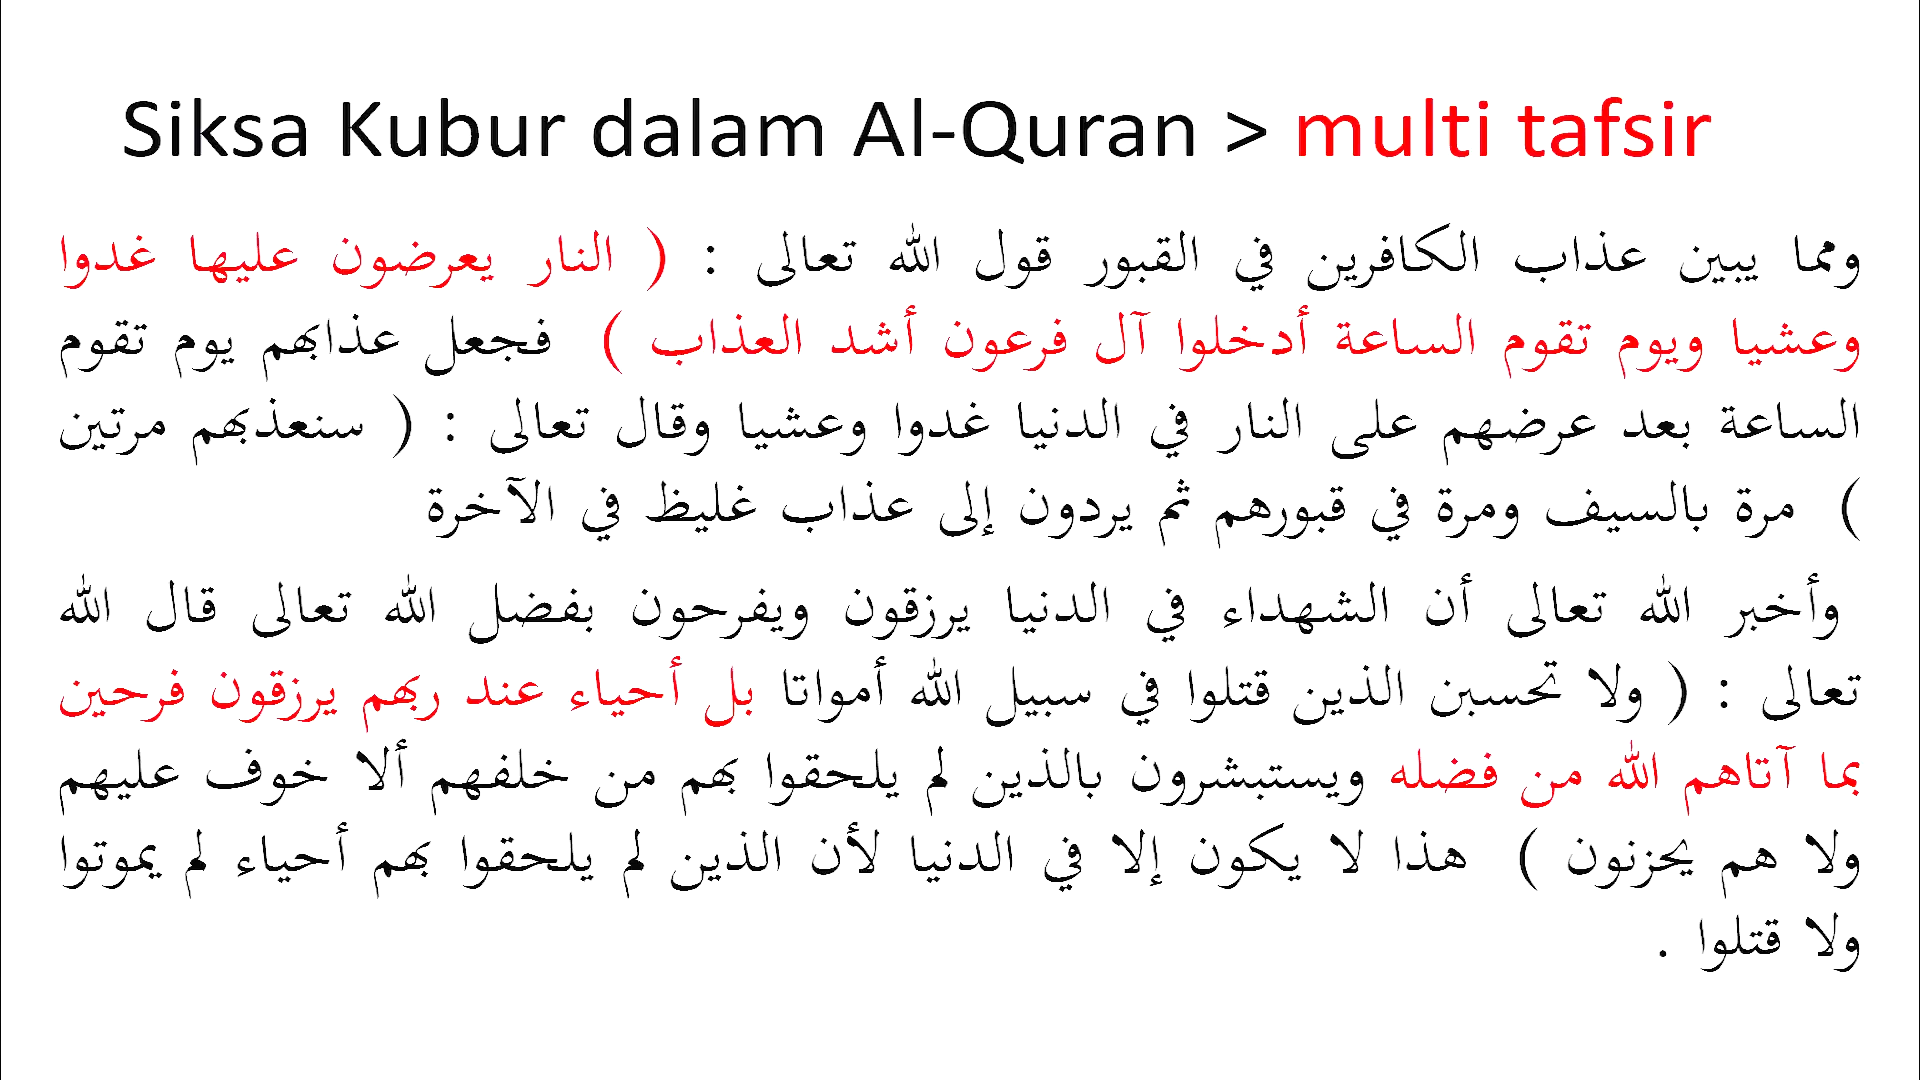 Siksa Kubur dalam Al-Quran > multi tafsir
ومما يبين عذاب الكافرين في القبور قول الله تعالى : ( النار يعرضون عليها غدوا
وعشيا ويوم تقوم الساعة أدخلوا آل فرعون أشد العذاب ) فجعل عذابهم يوم تقوم
الساعة بعد عرضهم على النار في الدنيا غدوا وعشيا وقال تعالى : ( سنعذبهم مرتين
) مرة بالسيف ومرة في قبورهم ثم يردون إلى عذاب غليظ في الآخرة
وأخبر الله تعالى أن الشهداء في الدنيا يرزقون ويفرحون بفضل الله تعالى قال الله
تعالى : ( ولا تحسبن الذين قتلوا في سبيل الله أمواتا بل أحياء عند ربهم يرزقون فرحين
بما آتاهم الله من فضله ويستبشرون بالذين لم يلحقوا بهم من خلفهم ألا خوف عليهم
ولا هم يحزنون ) هذا لا يكون إلا في الدنيا لأن الذين لم يلحقوا بهم أحياء لم يموتوا
ولا قتلوا .